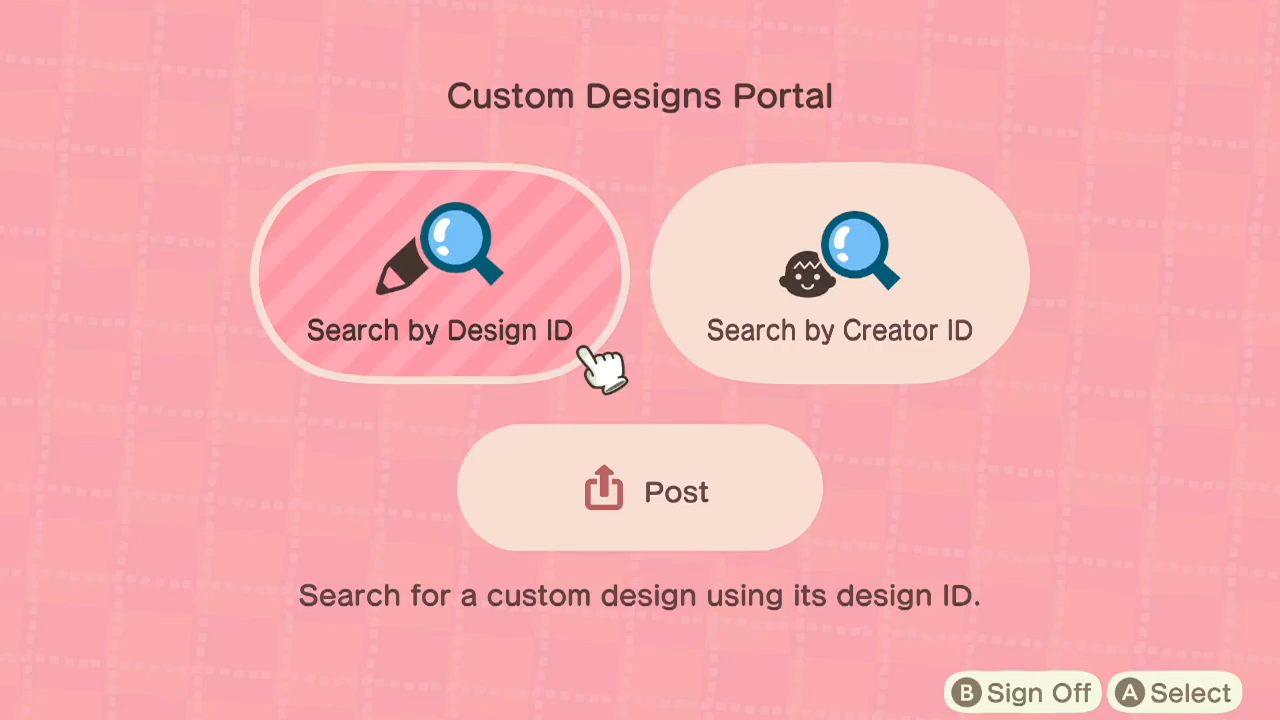 Custom Designs Portal
Search by Design ID
Search by Creator ID
Post
Search for a custom design using its design ID.
B Sign Off
A Select